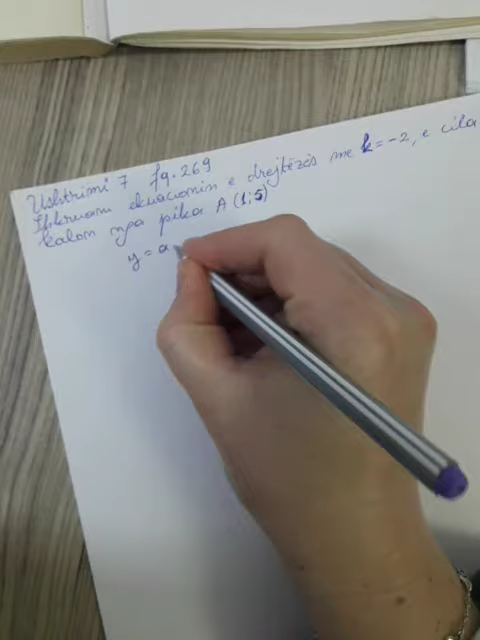 Ushtrimi 7 fq. 269
Shkruani ekuacionin e drejtëzës me k = -2, e cila
kalon nga pika A (1;5)
y = a